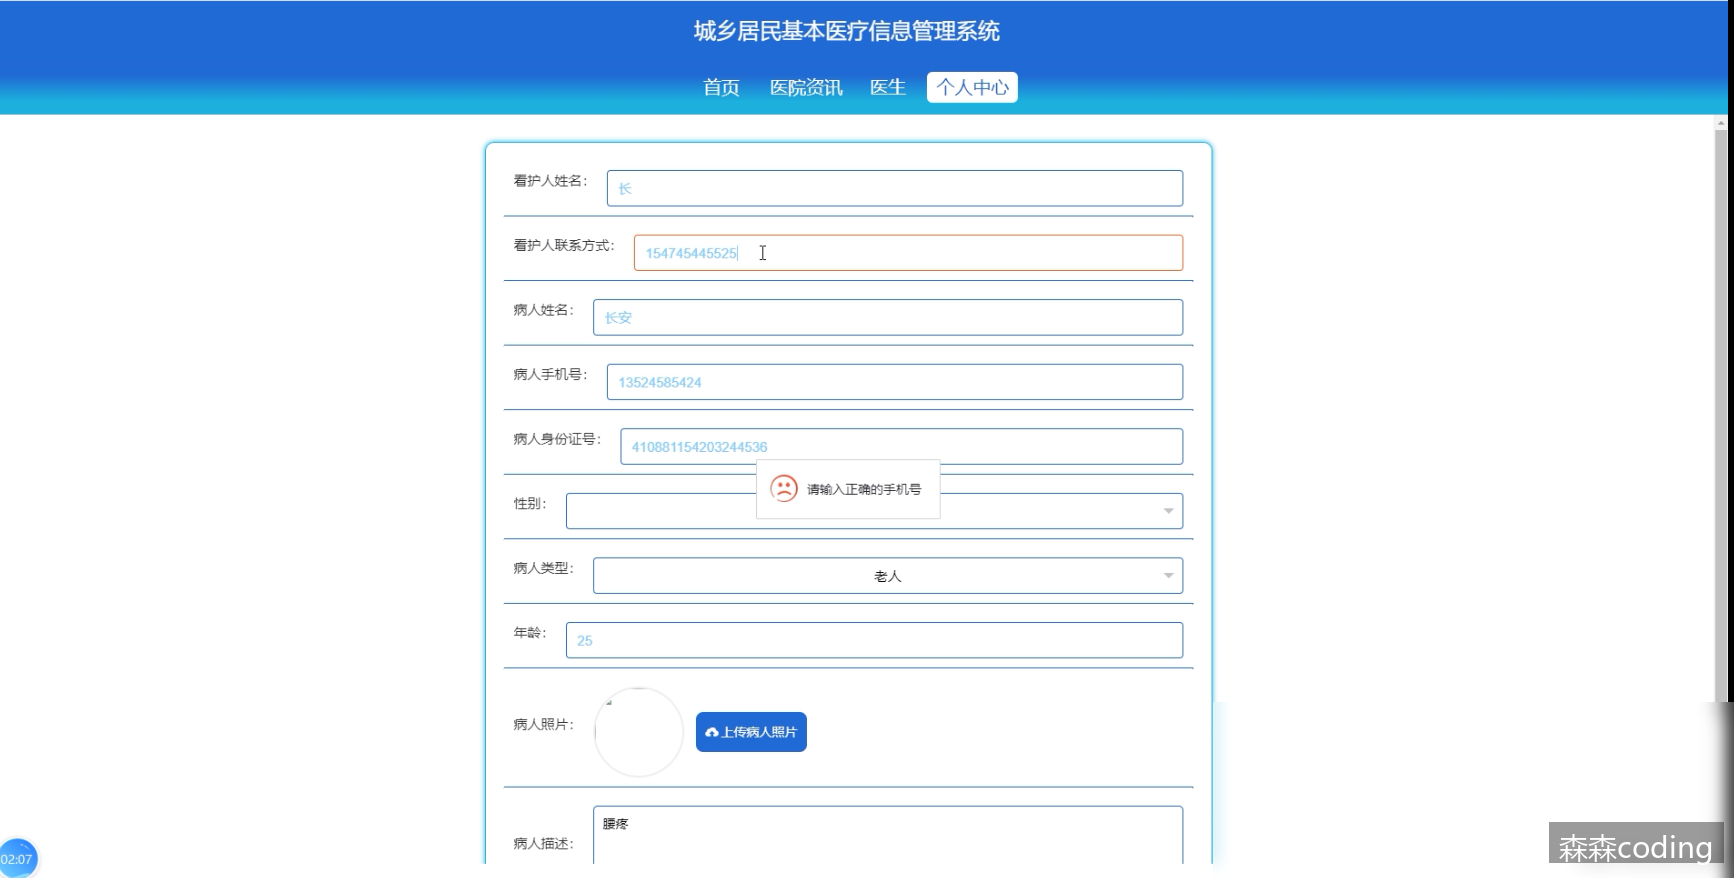 城乡居民基本医疗信息管理系统
首页 医院资讯 医生 个人中心
看护人姓名： 长
看护人联系方式： 154745445525
病人姓名： 长安
病人手机号： 13524585424
病人身份证号： 410881154203244536
请输入正确的手机号
性别：
病人类型： 老人
年龄： 25
病人照片： 上传病人照片
病人描述： 腰疼
02:07
森森coding